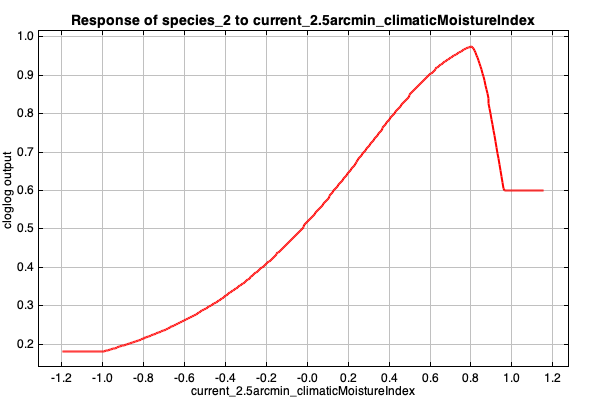 Response of species_2 to current_2.5arcmin_climaticMoistureIndex
1.0
0.9
0.8
0.7
0.6
0.5
0.4
0.3
0.2
cloglog output
-1.2 -1.0 -0.8 -0.6 -0.4 -0.2 -0.0 0.2 0.4 0.6 0.8 1.0 1.2
current_2.5arcmin_climaticMoistureIndex